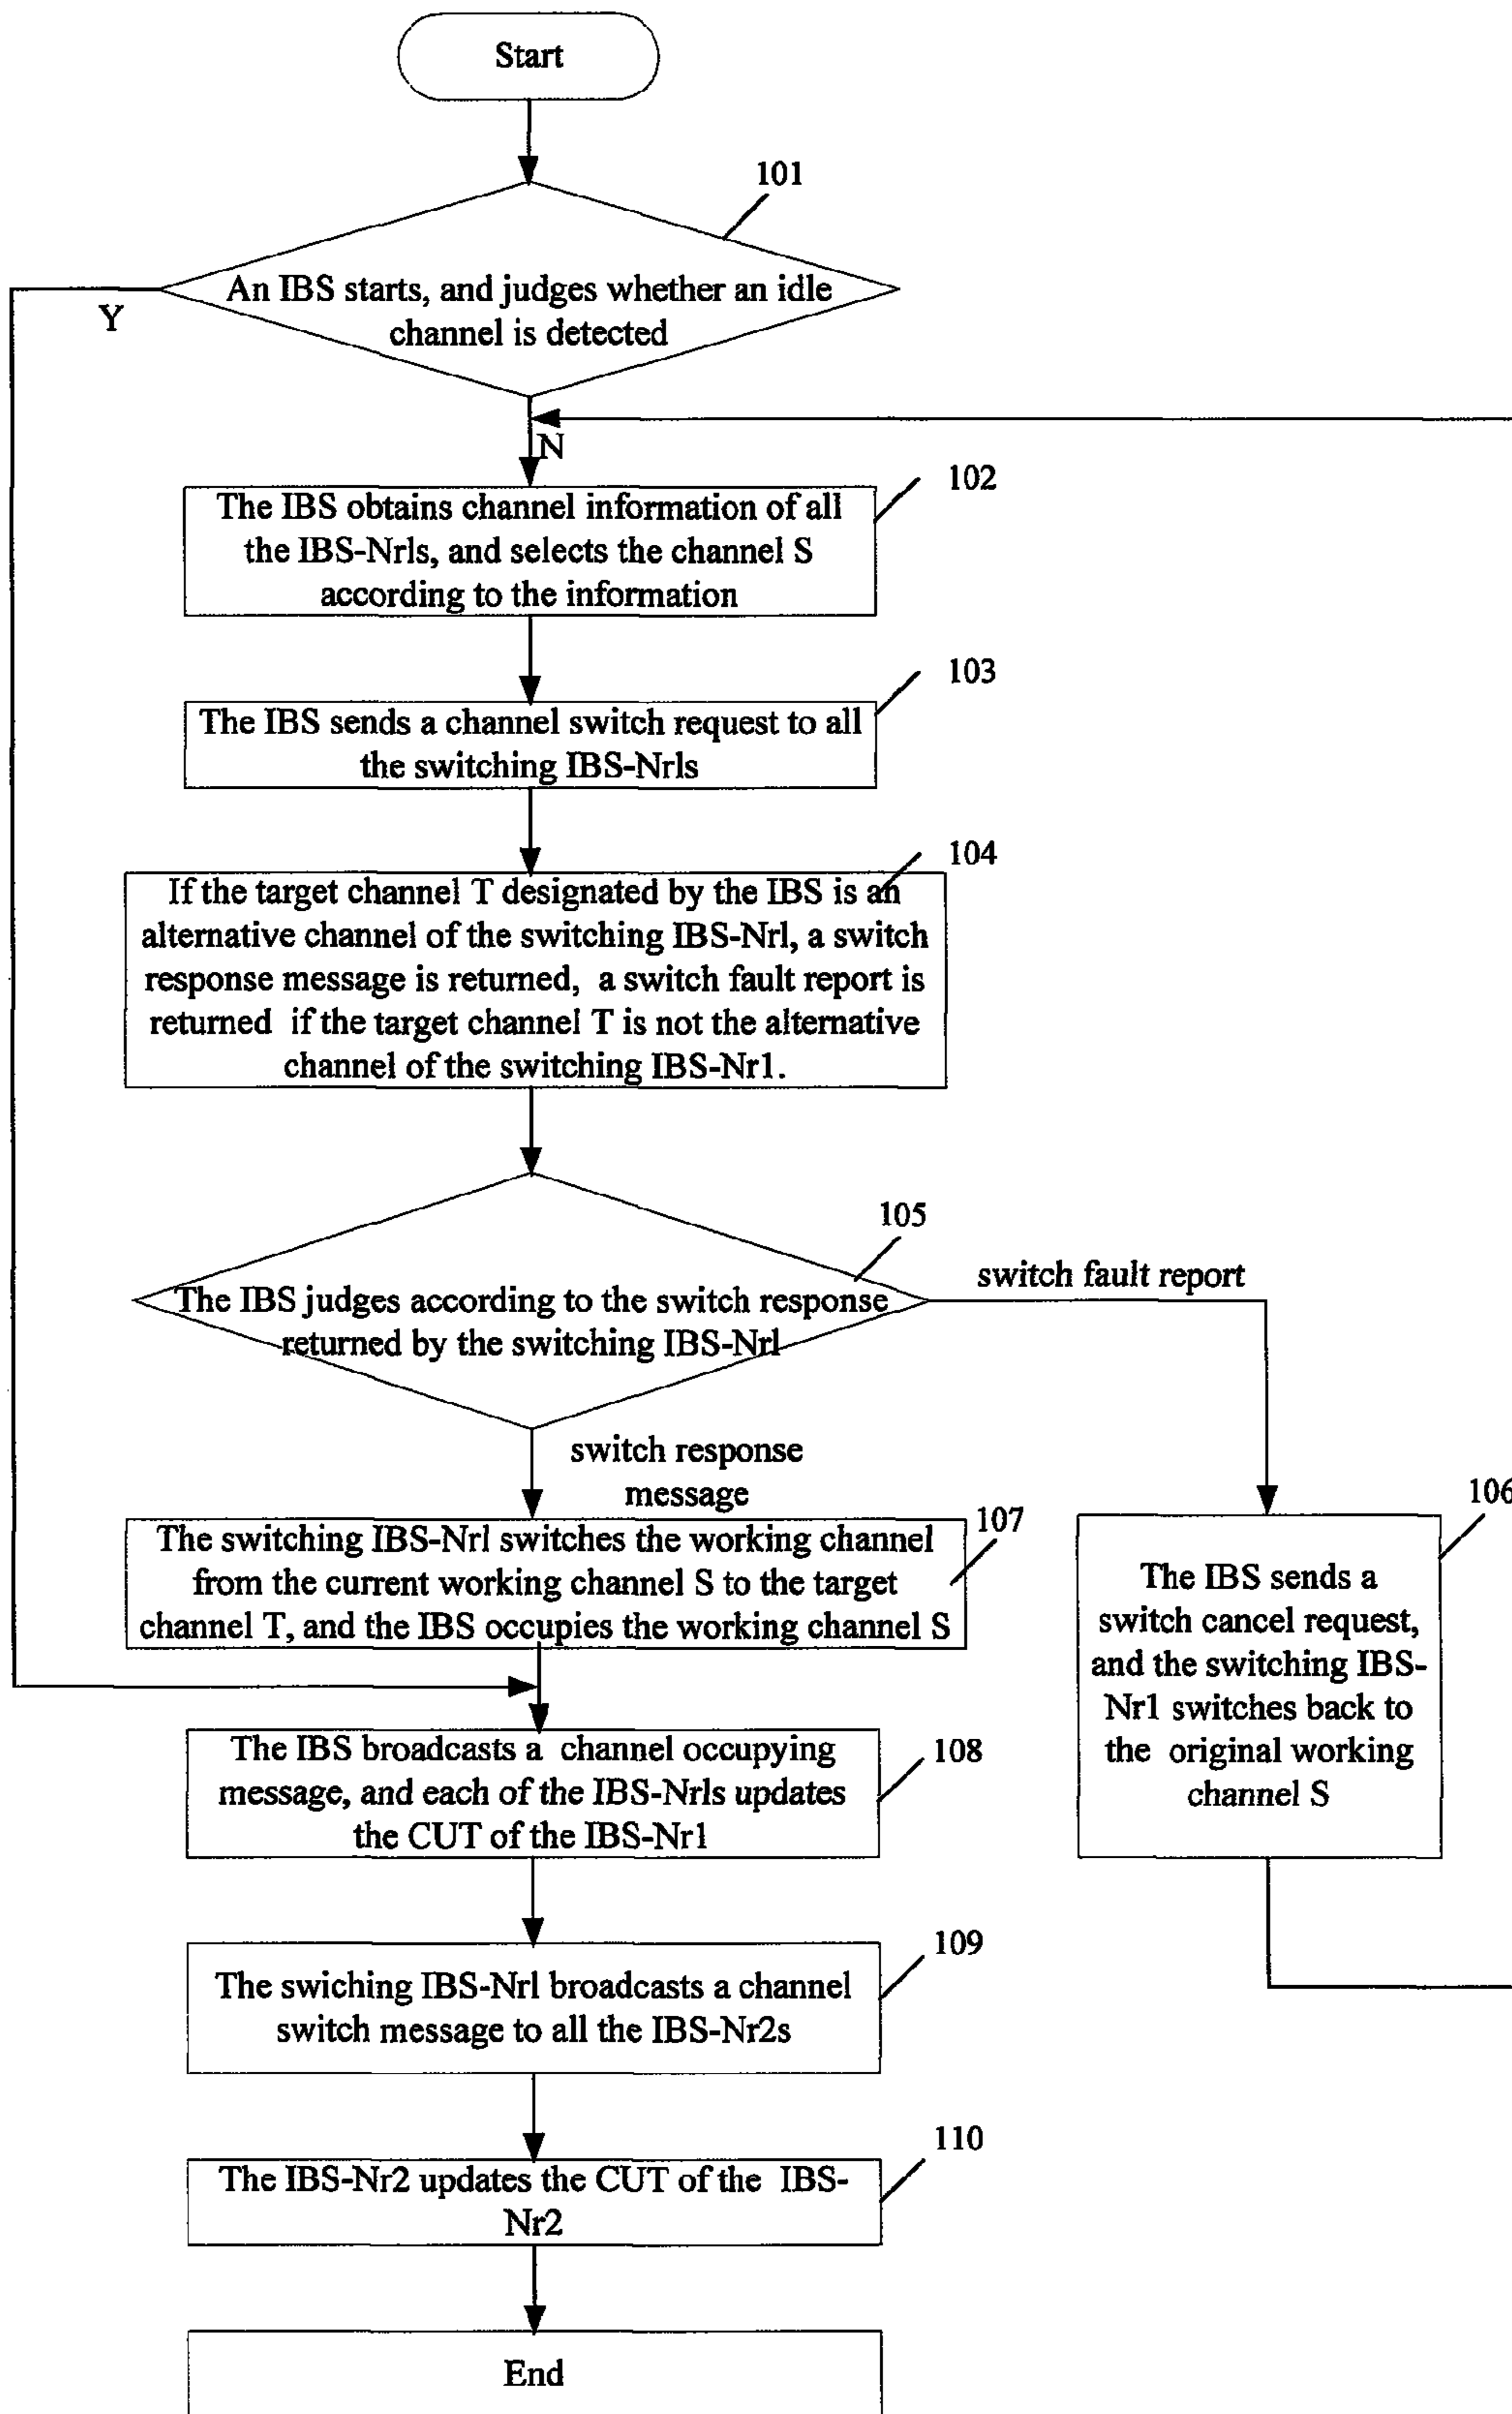 Start
101
An IBS starts, and judges whether an idle
channel is detected
Y
N
102
The IBS obtains channel information of all
the IBS-Nrls, and selects the channel S
according to the information
103
The IBS sends a channel switch request to all
the switching IBS-Nrls
104
If the target channel T designated by the IBS is an
alternative channel of the switching IBS-Nrl, a switch
response message is returned, a switch fault report is
returned if the target channel T is not the alternative
channel of the switching IBS-Nr1.
105
The IBS judges according to the switch response
returned by the switching IBS-Nrl
switch fault report
switch response
message
107
The switching IBS-Nrl switches the working channel
from the current working channel S to the target
channel T, and the IBS occupies the working channel S
106
The IBS sends a
switch cancel request,
and the switching IBS-
Nr1 switches back to
the original working
channel S
108
The IBS broadcasts a channel occupying
message, and each of the IBS-Nrls updates
the CUT of the IBS-Nr1
109
The swiching IBS-Nrl broadcasts a channel
switch message to all the IBS-Nr2s
110
The IBS-Nr2 updates the CUT of the IBS-
Nr2
End